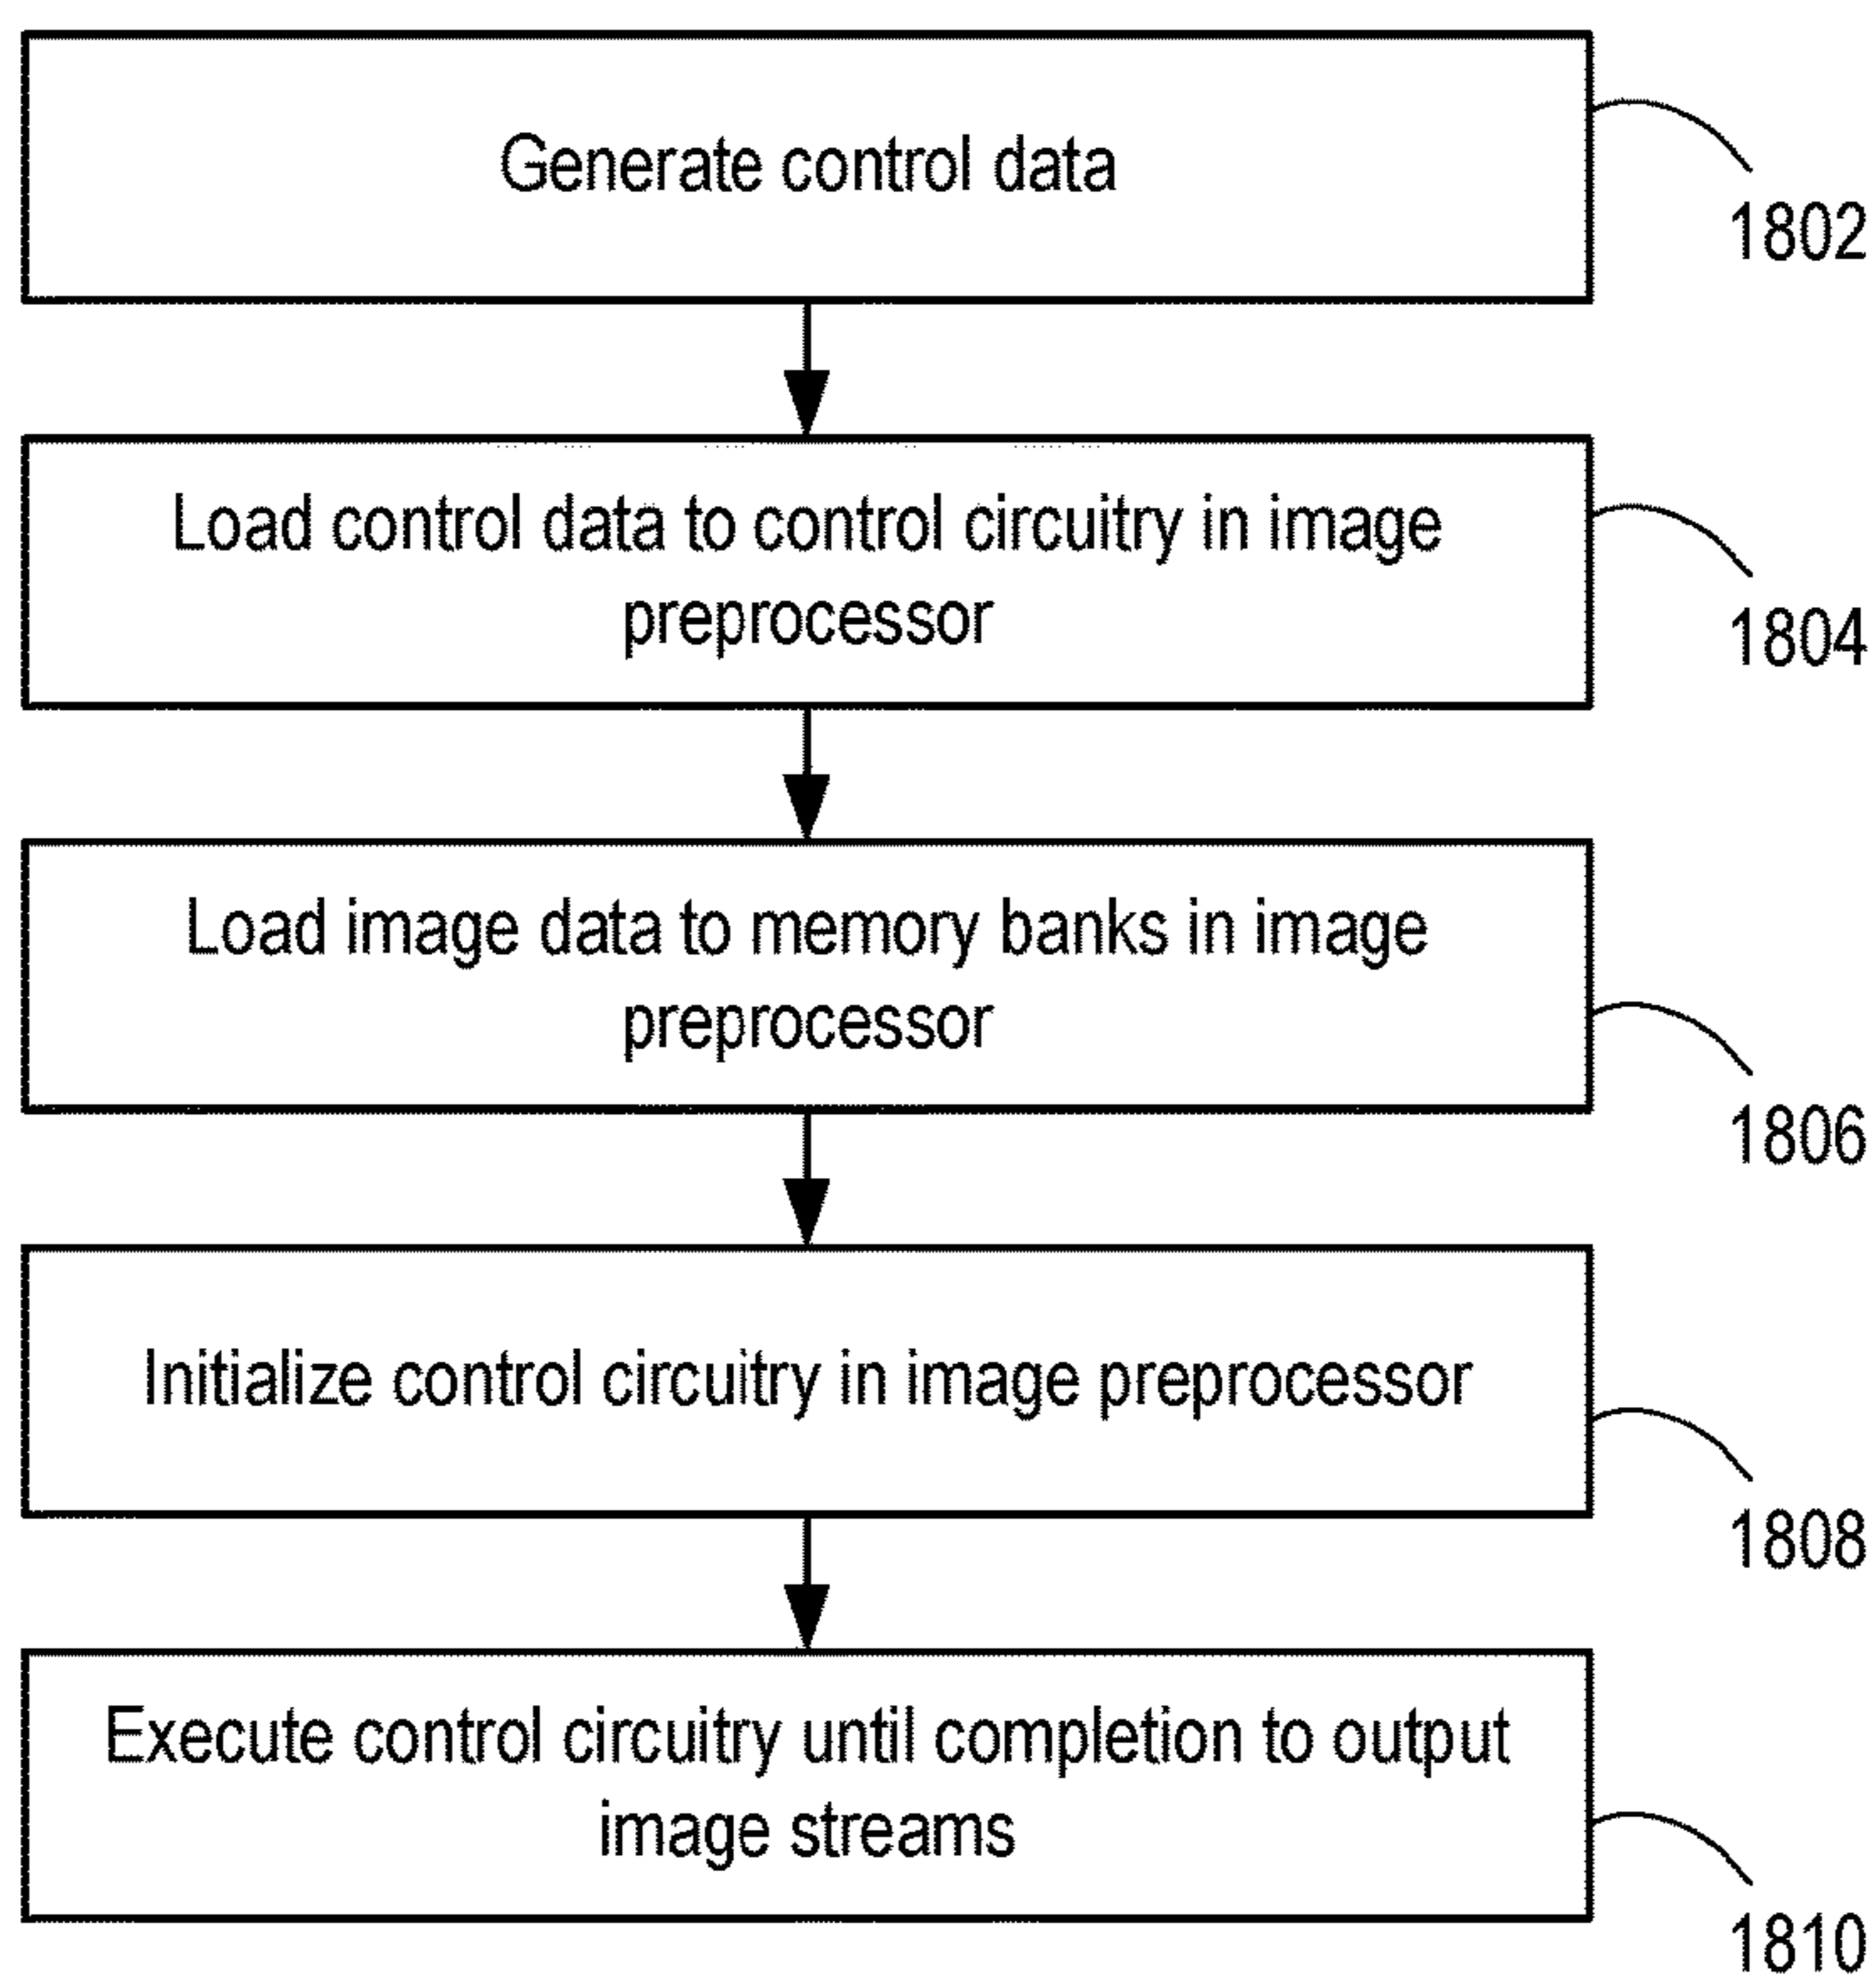 Generate control data
1802
Load control data to control circuitry in image
preprocessor
1804
Load image data to memory banks in image
preprocessor
1806
Initialize control circuitry in image preprocessor
1808
Execute control circuitry until completion to output
image streams
1810